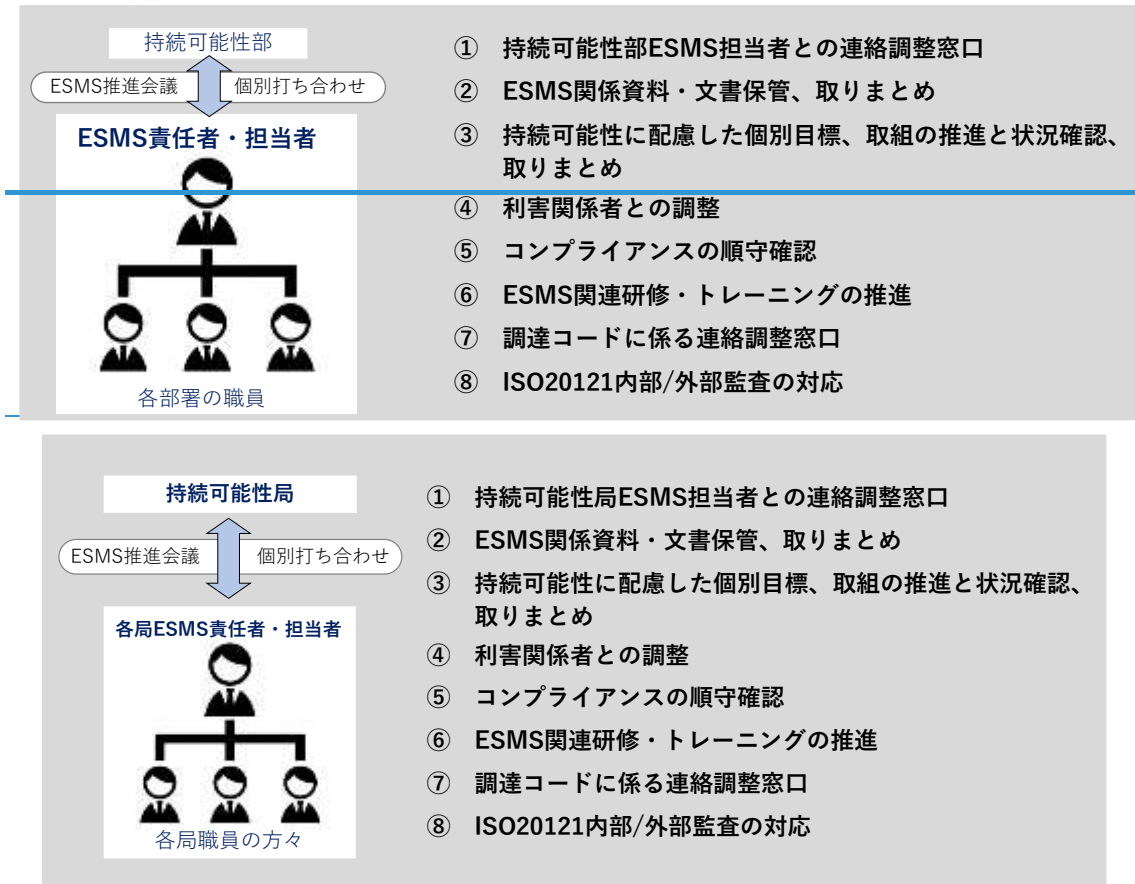 持続可能性部
ESMS推進会議
個別打ち合わせ
ESMS責任者・担当者
各部署の職員
① 持続可能性部ESMS担当者との連絡調整窓口
② ESMS関係資料・文書保管、取りまとめ
③ 持続可能性に配慮した個別目標、取組の推進と状況確認、
取りまとめ
④ 利害関係者との調整
⑤ コンプライアンスの順守確認
⑥ ESMS関連研修・トレーニングの推進
⑦ 調達コードに係る連絡調整窓口
⑧ ISO20121内部/外部監査の対応
持続可能性局
ESMS推進会議
個別打ち合わせ
各局ESMS責任者・担当者
各局職員の方々
① 持続可能性局ESMS担当者との連絡調整窓口
② ESMS関係資料・文書保管、取りまとめ
③ 持続可能性に配慮した個別目標、取組の推進と状況確認、
取りまとめ
④ 利害関係者との調整
⑤ コンプライアンスの順守確認
⑥ ESMS関連研修・トレーニングの推進
⑦ 調達コードに係る連絡調整窓口
⑧ ISO20121内部/外部監査の対応